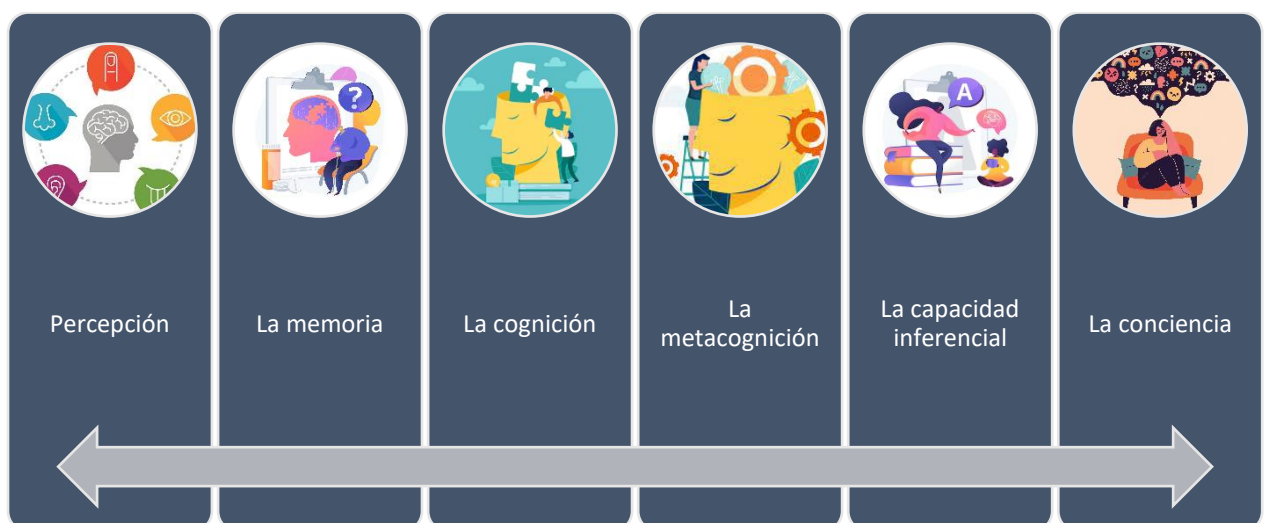 ?
A
Percepción
La memoria
La cognición
La
metacognición
La capacidad
inferencial
La conciencia